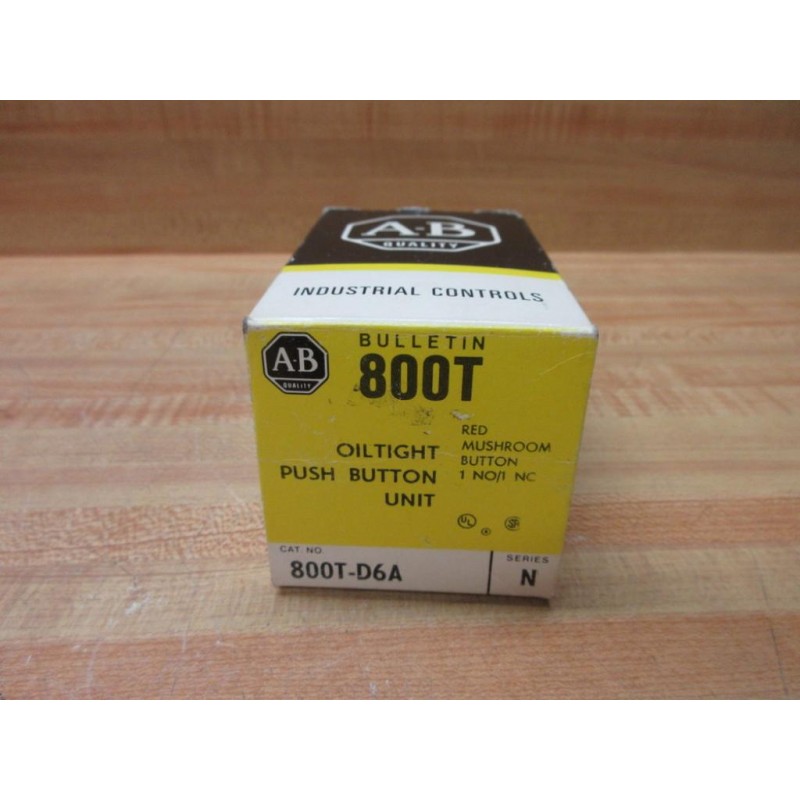 A-B
QUALITY
INDUSTRIAL CONTROLS
A-B
QUALITY
BULLETIN
800T
OILTIGHT
PUSH BUTTON
UNIT
RED
MUSHROOM
BUTTON
1 NO/1 NC
UL
CAT. NO.
800T-D6A
SERIES
N